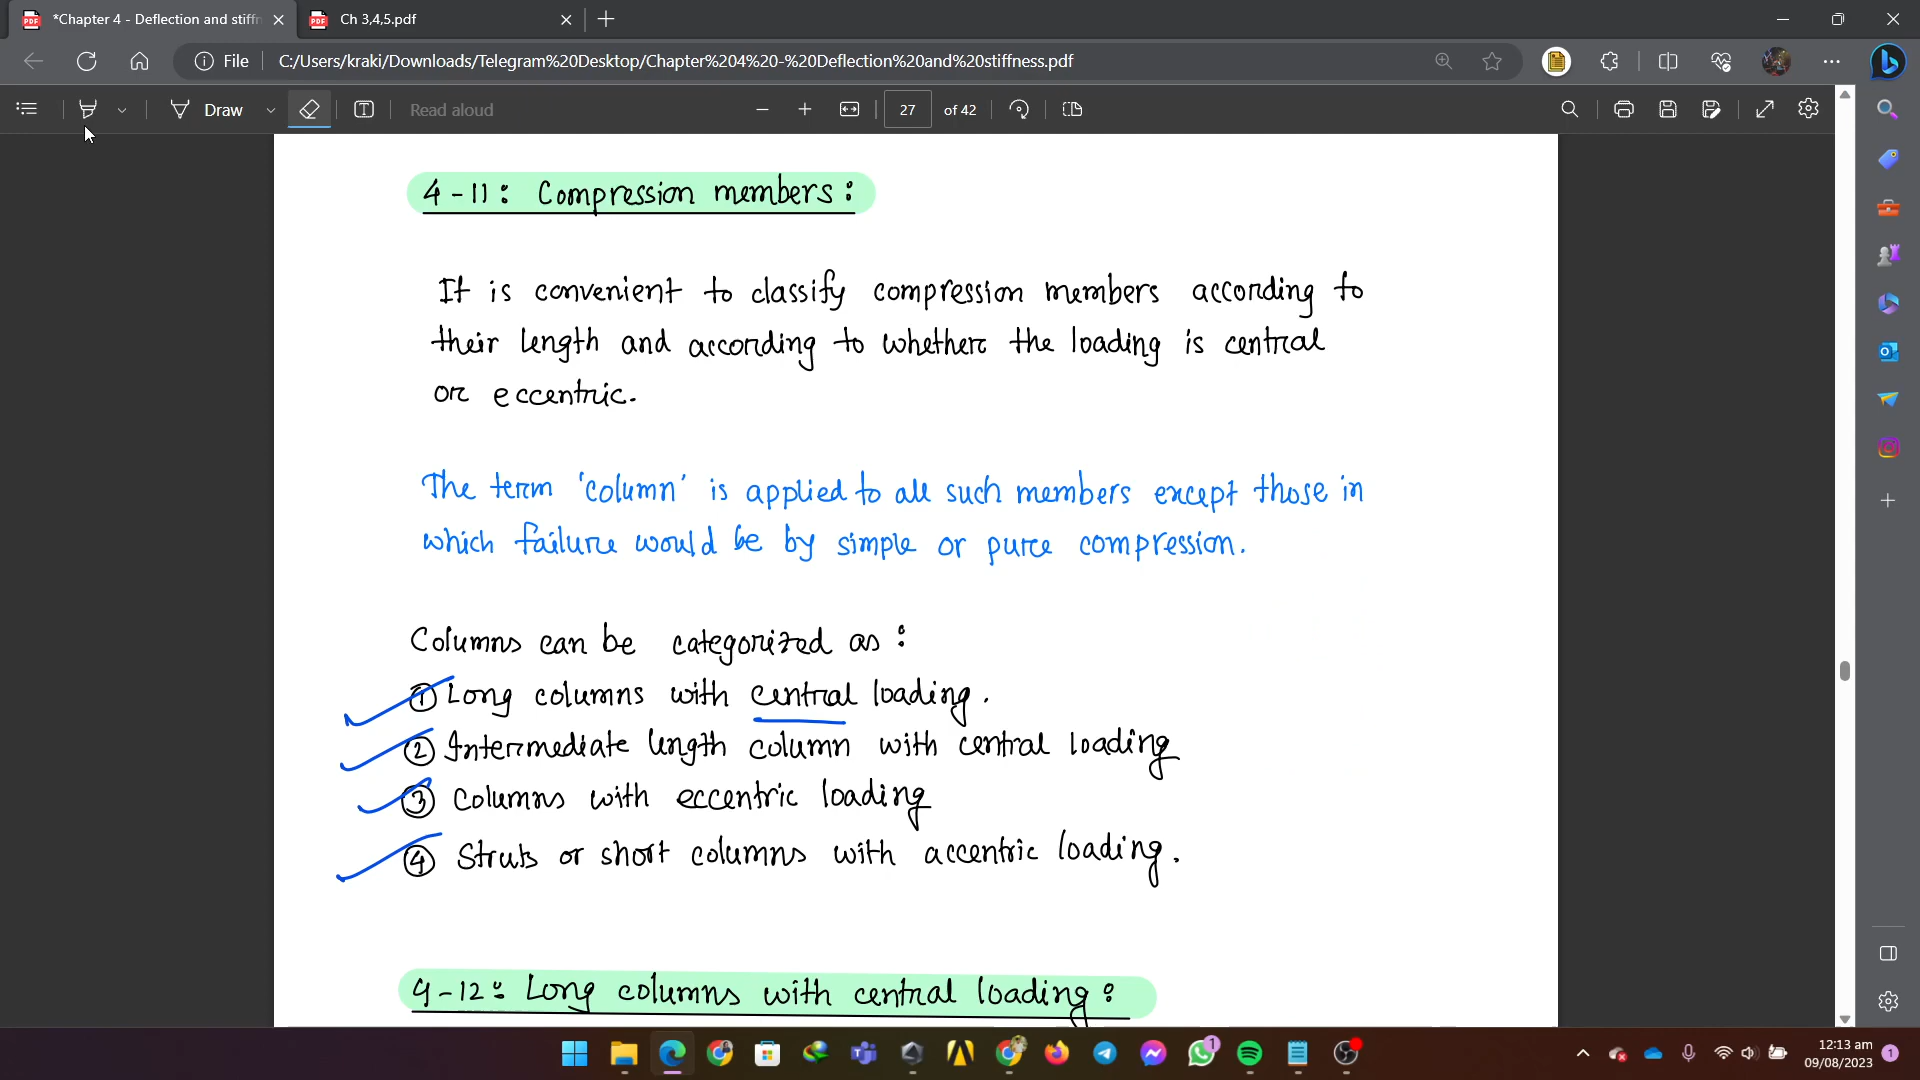 *Chapter 4 - Deflection and stiffn
Ch 3,4,5.pdf
File
C:/Users/kraki/Downloads/Telegram%20Desktop/Chapter%204%20-%20Deflection%20and%20stiffness.pdf
Draw
Read aloud
27
of 42
4-11: Compression members:
It is convenient to classify compression members according to
their length and according to whether the loading is central
or eccentric.
The term 'column' is applied to all such members except those in
which failure would be by simple or pure compression.
Columns can be categorized as:
① Long columns with central loading.
② Intermediate length column with central loading
③ Columns with eccentric loading
④ Struts or short columns with accentric loading.
4-12: Long columns with central loading:
1
12:13 am
09/08/2023
1